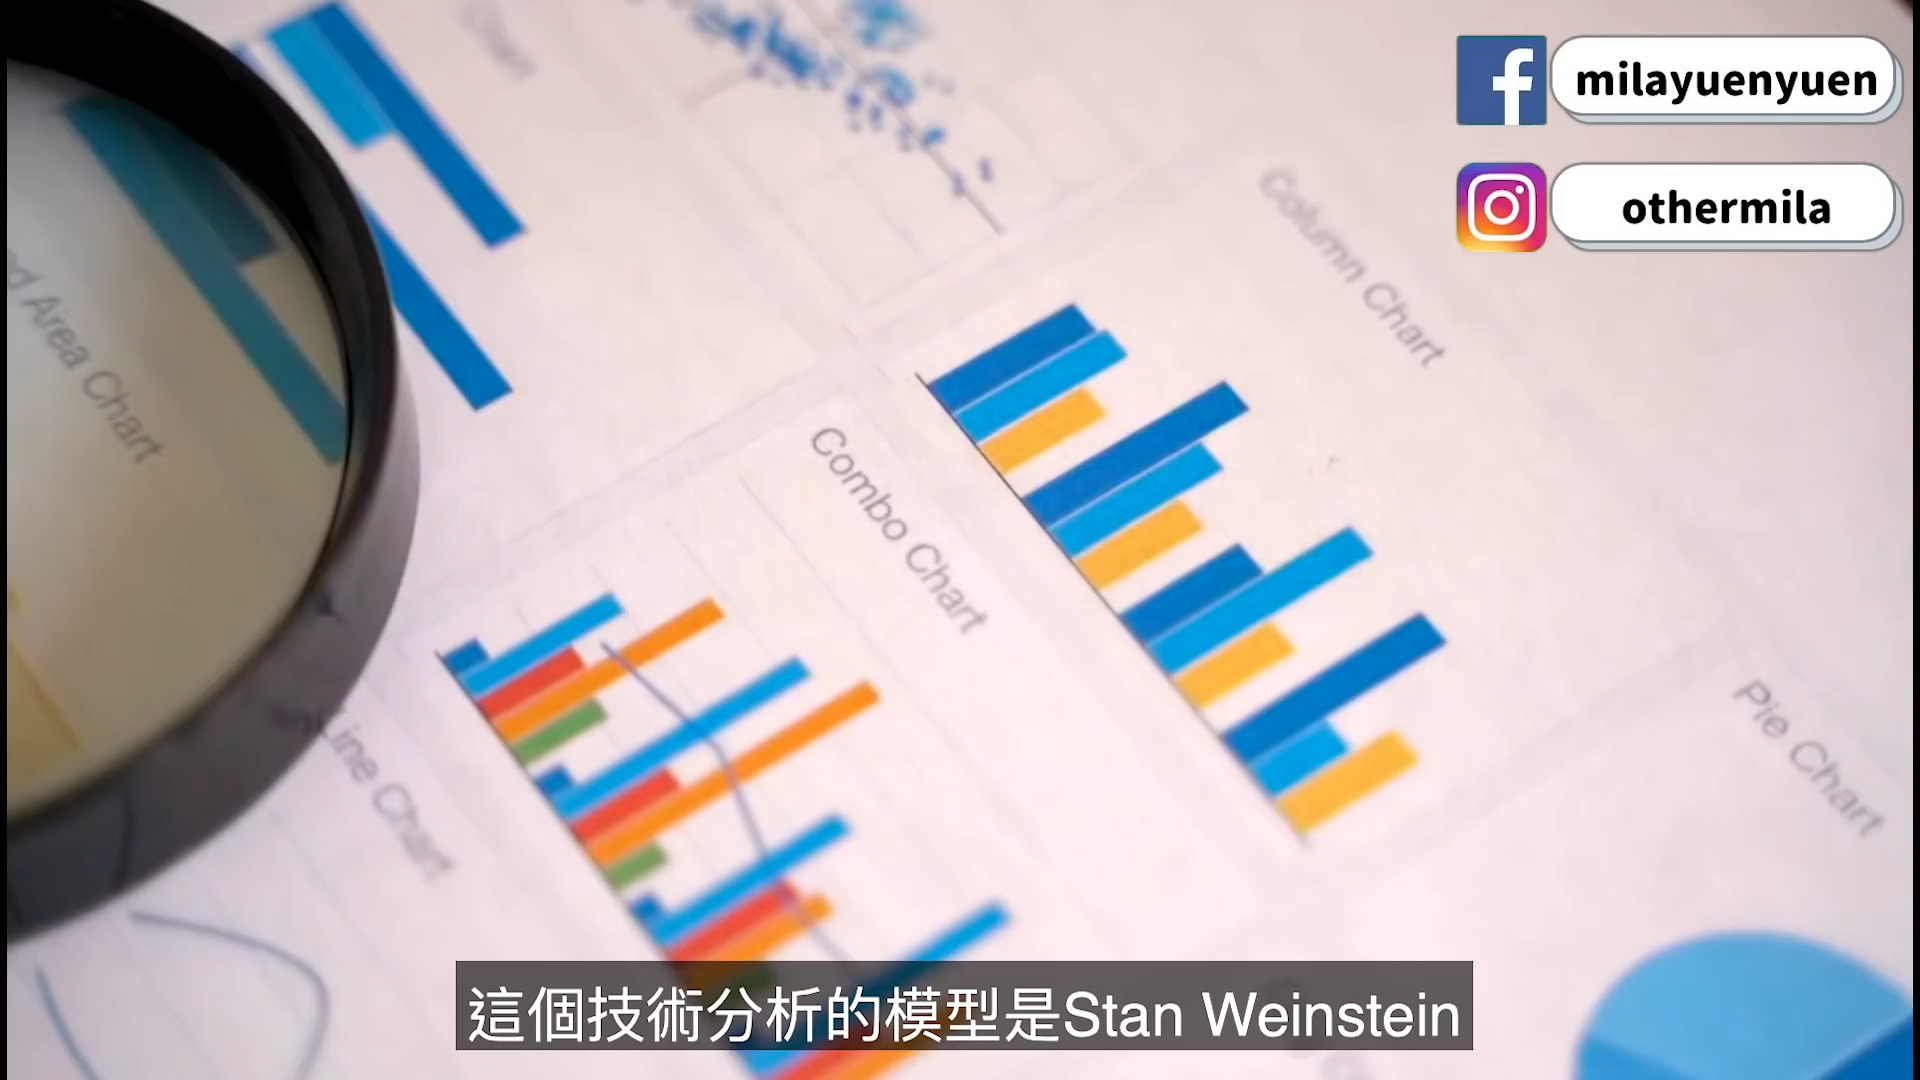 milayuenyuen
othermila
Chart
Column Chart
Area Chart
Combo Chart
Line Chart
Pie Chart
這個技術分析的模型是Stan Weinstein